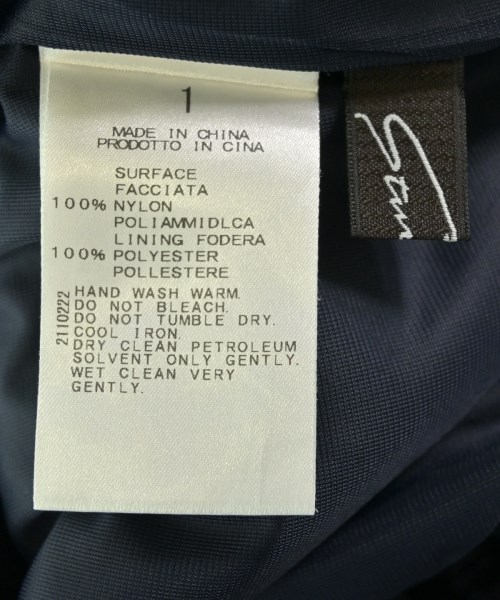 1
MADE IN CHINA
PRODOTTO IN CINA
SURFACE
FACCIATA
100% NYLON
POLIAMMIDLCA
LINING FODERA
100% POLYESTER
POLLESTERE
2110222
HAND WASH WARM.
DO NOT BLEACH.
DO NOT TUMBLE DRY.
COOL IRON.
DRY CLEAN PETROLEUM
SOLVENT ONLY GENTLY.
WET CLEAN VERY
GENTLY.